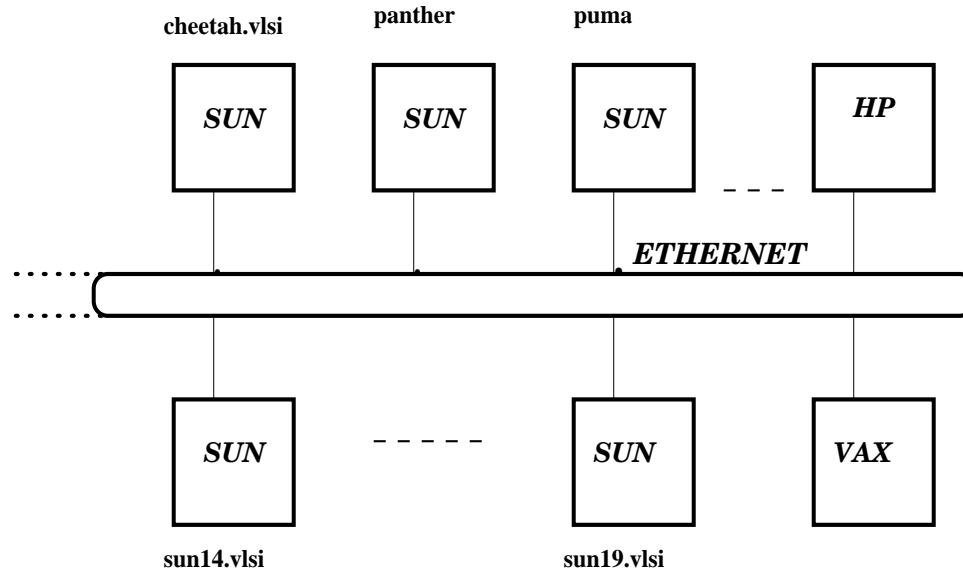 cheetah.vlsi
panther
puma
SUN
SUN
SUN
HP
ETHERNET
SUN
SUN
VAX
sun14.vlsi
sun19.vlsi